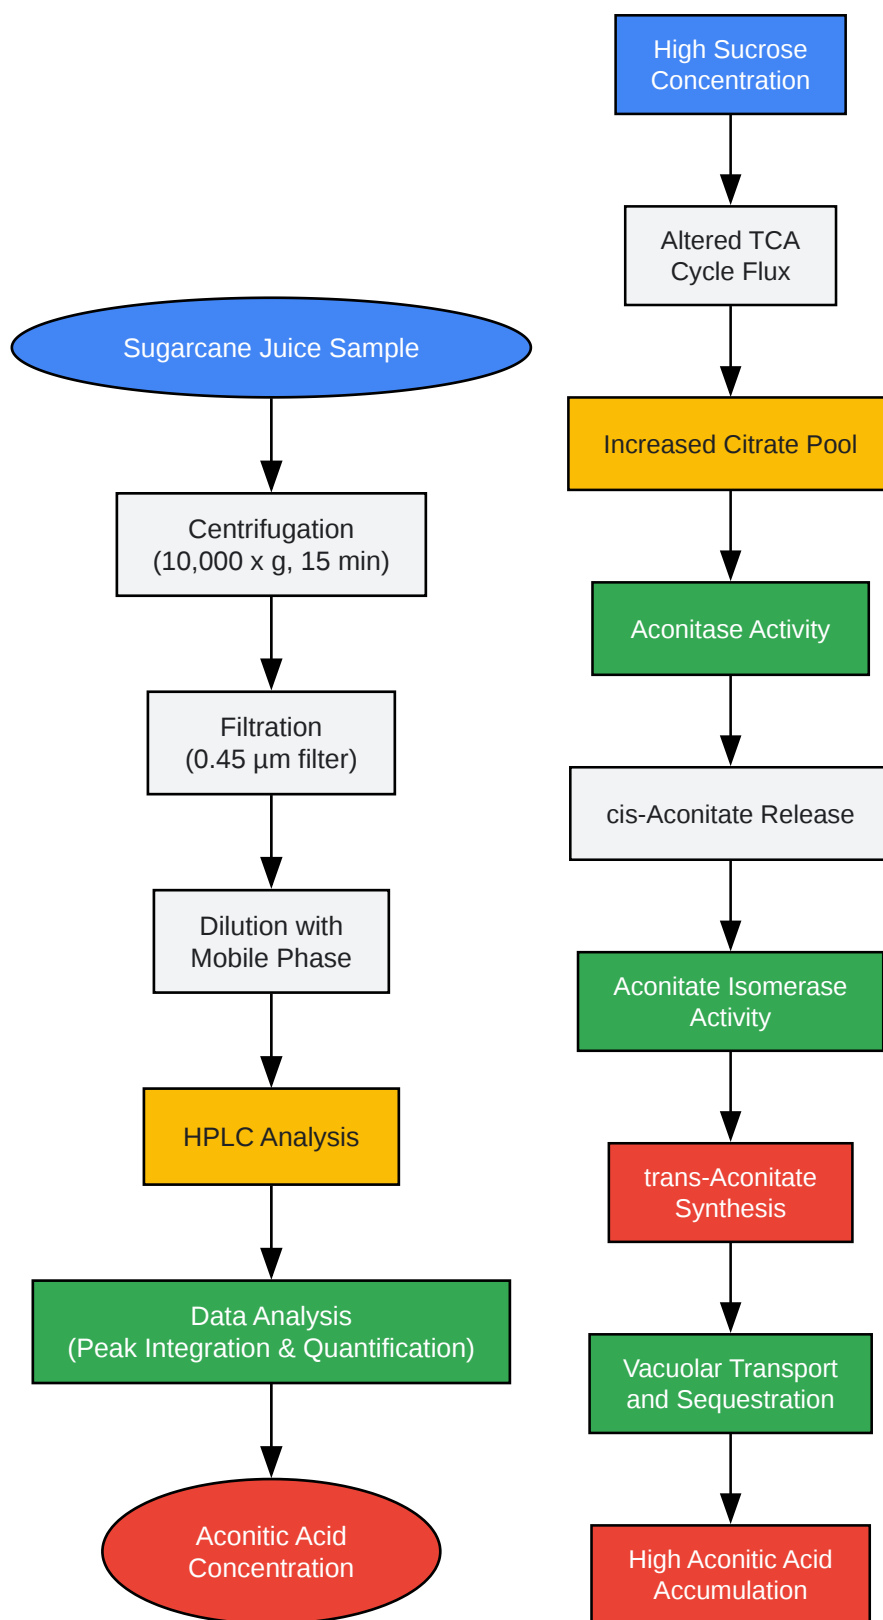 Sugarcane Juice Sample
Centrifugation
(10,000 x g, 15 min)
Filtration
(0.45 µm filter)
Dilution with
Mobile Phase
HPLC Analysis
Data Analysis
(Peak Integration & Quantification)
Aconitic Acid
Concentration
High Sucrose
Concentration
Altered TCA
Cycle Flux
Increased Citrate Pool
Aconitase Activity
cis-Aconitate Release
Aconitate Isomerase
Activity
trans-Aconitate
Synthesis
Vacuolar Transport
and Sequestration
High Aconitic Acid
Accumulation